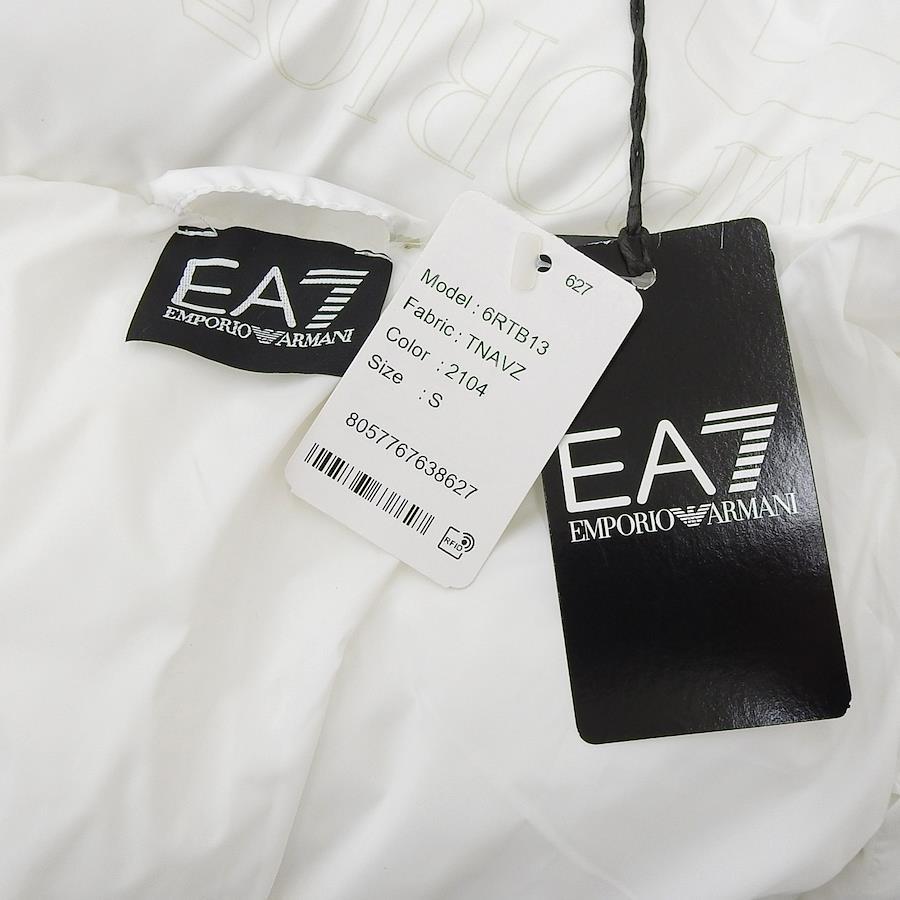 EA7
EMPORIO ARMANI
627
Model : 6RTB13
Fabric : TNAVZ
Color : 2104
Size : S
8057767638627
RFID
EA7
EMPORIO ARMANI